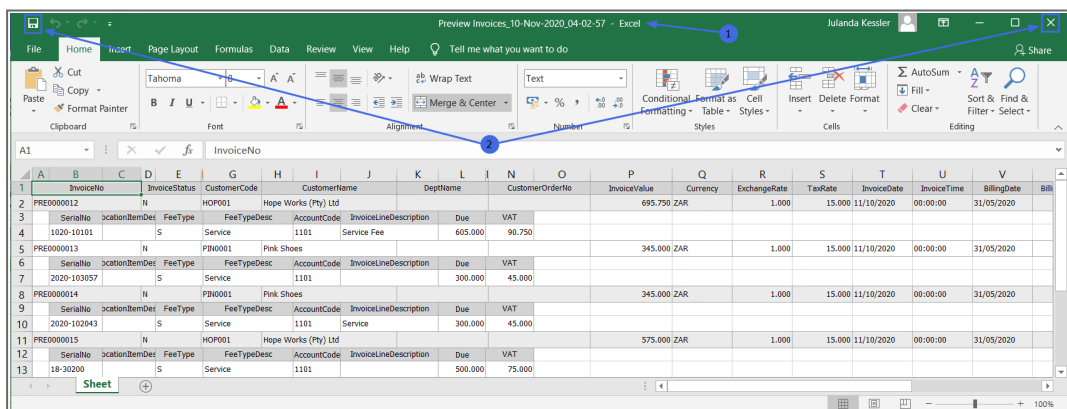 Preview Invoices_10-Nov-2020_04-02-57 - Excel
1
Julanda Kessler
File Home Insert Page Layout Formulas Data Review View Help Tell me what you want to do Share
Cut
Copy
Format Painter
Paste
Tahoma 8 A A
B I U A
Wrap Text
Merge & Center
Text
% ,
Conditional Formatting
Format as Table
Cell Styles
Insert Delete Format
AutoSum
Fill
Clear
Sort & Filter
Find & Select
Clipboard Font Alignment Number Styles Cells Editing
2
A1 fx InvoiceNo
A B C D E G H I J K L N O P Q R S T U V
1 InvoiceNo InvoiceStatus CustomerCode CustomerName DeptName CustomerOrderNo InvoiceValue Currency ExchangeRate TaxRate InvoiceDate InvoiceTime BillingDate Billi
2 PRE0000012 N HOP001 Hope Works (Pty) Ltd 695.750 ZAR 1.000 15.000 11/10/2020 00:00:00 31/05/2020
3 SerialNo ocationItemDes FeeType FeeTypeDesc AccountCode InvoiceLineDescription Due VAT
4 1020-10101 S Service 1101 Service Fee 605.000 90.750
5 PRE0000013 N PIN0001 Pink Shoes 345.000 ZAR 1.000 15.000 11/10/2020 00:00:00 31/05/2020
6 SerialNo ocationItemDes FeeType FeeTypeDesc AccountCode InvoiceLineDescription Due VAT
7 2020-103057 S Service 1101 300.000 45.000
8 PRE0000014 N PIN0001 Pink Shoes 345.000 ZAR 1.000 15.000 11/10/2020 00:00:00 31/05/2020
9 SerialNo ocationItemDes FeeType FeeTypeDesc AccountCode InvoiceLineDescription Due VAT
10 2020-102043 S Service 1101 Service 300.000 45.000
11 PRE0000015 N HOP001 Hope Works (Pty) Ltd 575.000 ZAR 1.000 15.000 11/10/2020 00:00:00 31/05/2020
12 SerialNo ocationItemDes FeeType FeeTypeDesc AccountCode InvoiceLineDescription Due VAT
13 18-30200 S Service 1101 500.000 75.000
Sheet
100%